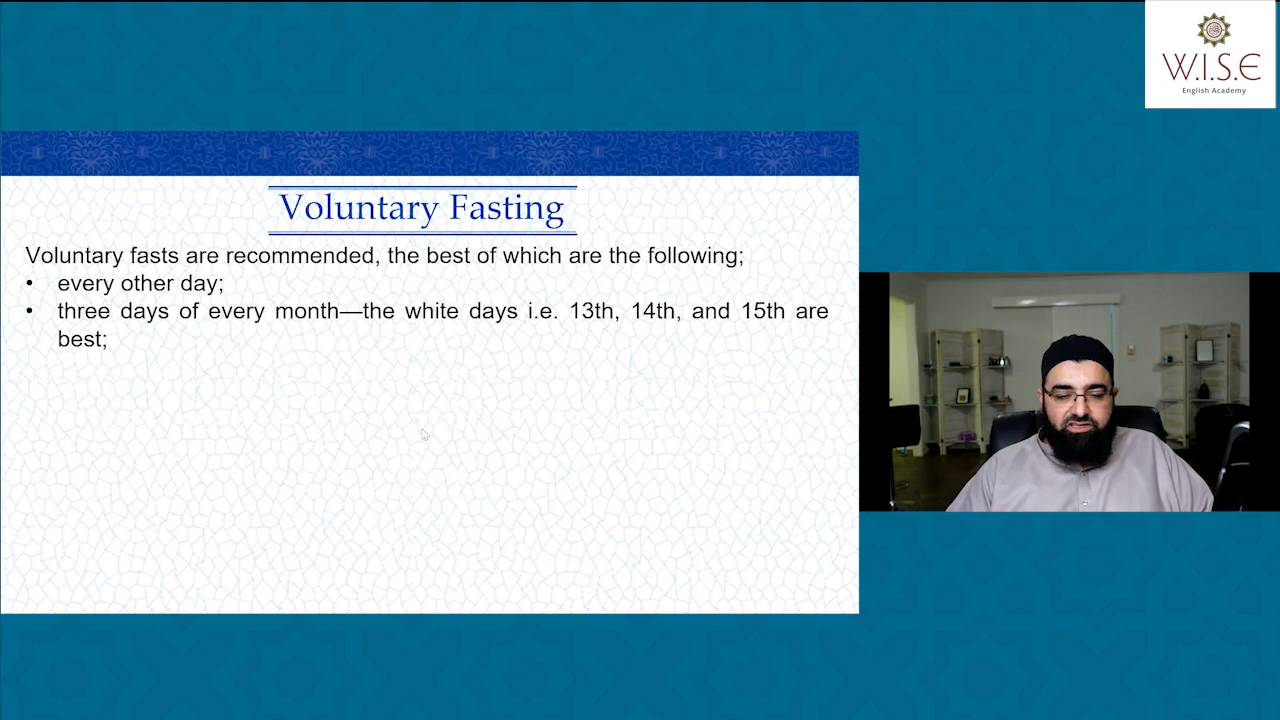 W.I.S.E
English Academy
Voluntary Fasting
Voluntary fasts are recommended, the best of which are the following;
• every other day;
• three days of every month—the white days i.e. 13th, 14th, and 15th are
best;